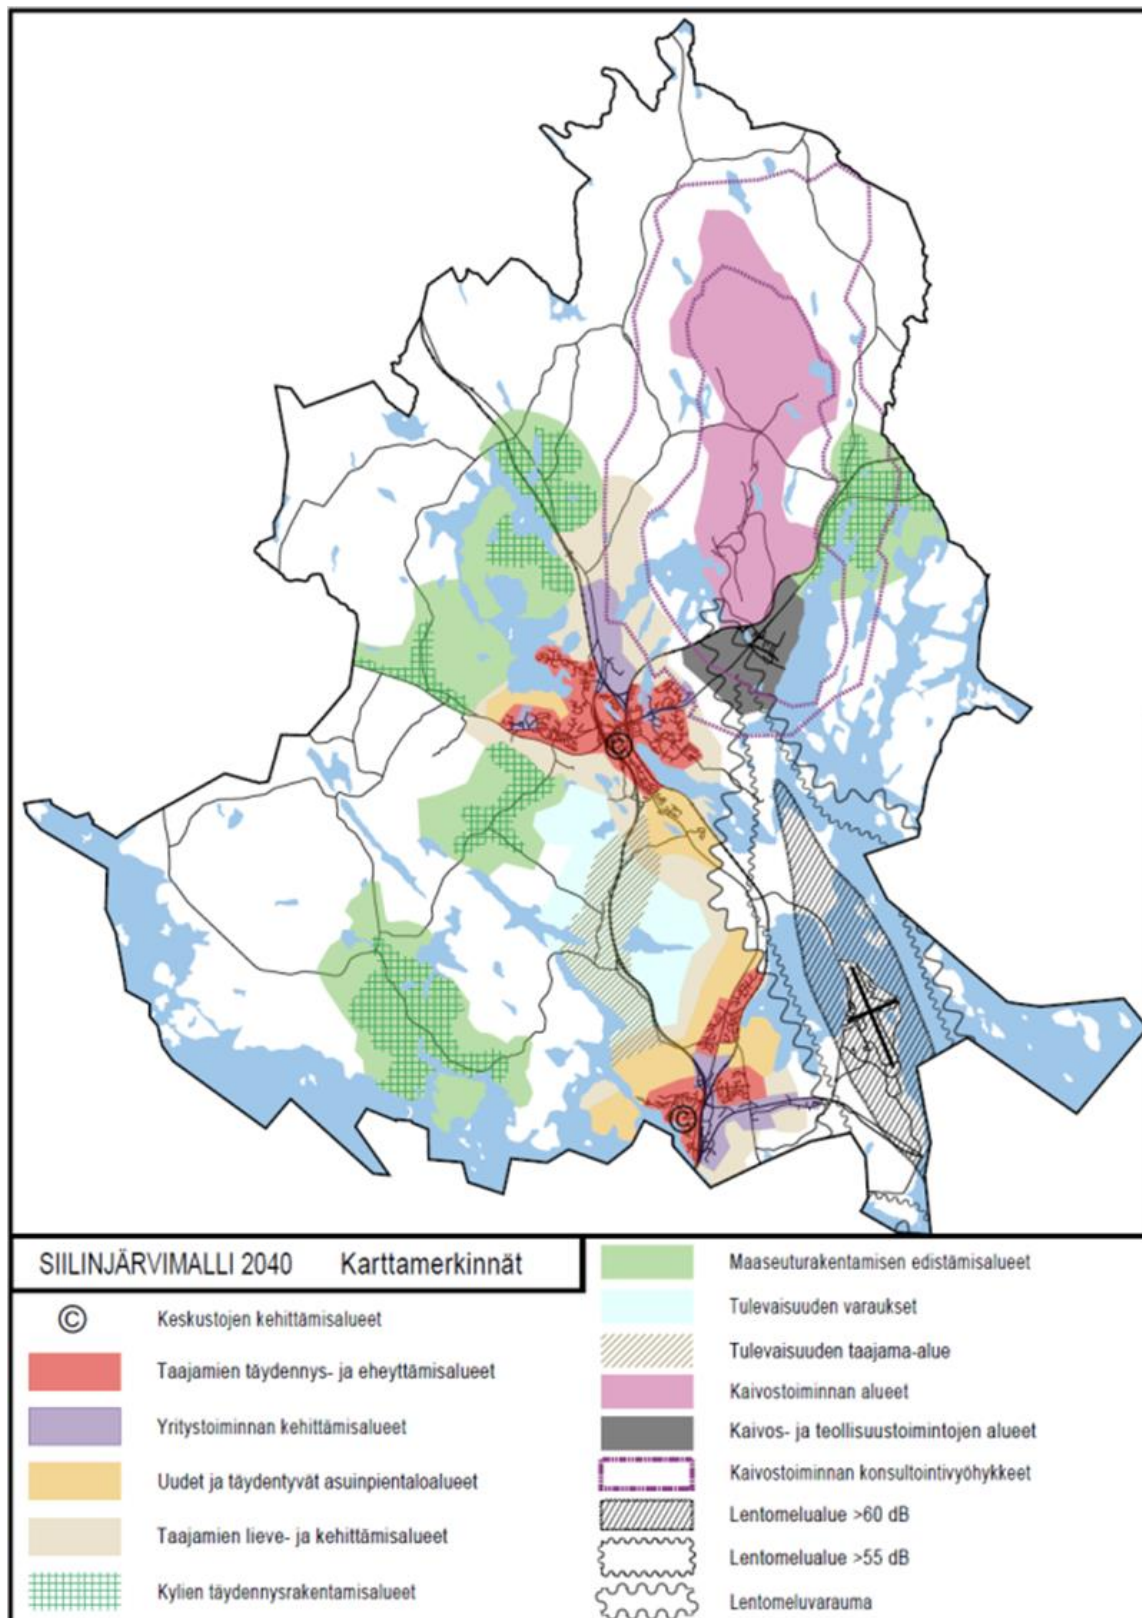 ©
©
SIILINJÄRVIMALLI 2040 Karttamerkinnät
© Keskustojen kehittämisalueet
Taajamien täydennys- ja eheyttämisalueet
Yritystoiminnan kehittämisalueet
Uudet ja täydentyvät asuinpientaloalueet
Taajamien lieve- ja kehittämisalueet
Kylien täydennysrakentamisalueet
Maaseuturakentamisen edistämisalueet
Tulevaisuuden varaukset
Tulevaisuuden taajama-alue
Kaivostoiminnan alueet
Kaivos- ja teollisuustoimintojen alueet
Kaivostoiminnan konsultointivyöhykkeet
Lentomelualue >60 dB
Lentomelualue >55 dB
Lentomeluvarauma